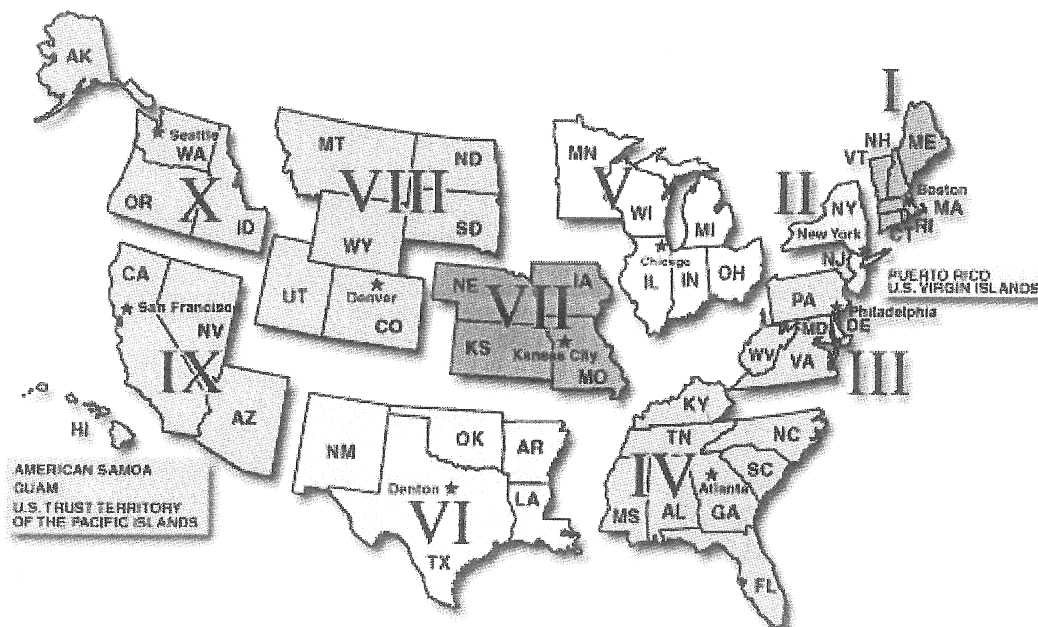 AK
Seattle
WA
OR
X
ID
MT
ND
VIII
SD
WY
UT
Denver
CO
CA
San Franciso
NV
IX
AZ
HI
AMERICAN SAMOA
GUAM
U.S. TRUST TERRITORY
OF THE PACIFIC ISLANDS
NE
IA
VII
KS
Kansas City
MO
NM
OK
AR
Denton
LA
VI
TX
MN
V
WI
MI
Chicago
IL
IN
OH
I
NH
ME
VT
Boston
MA
RI
CT
II
NY
New York
NJ
PUERTO RICO
U.S. VIRGIN ISLANDS
PA
Philadelphia
DE
MD
WV
VA
III
KY
TN
NC
IV
SC
Atlanta
MS
AL
GA
FL